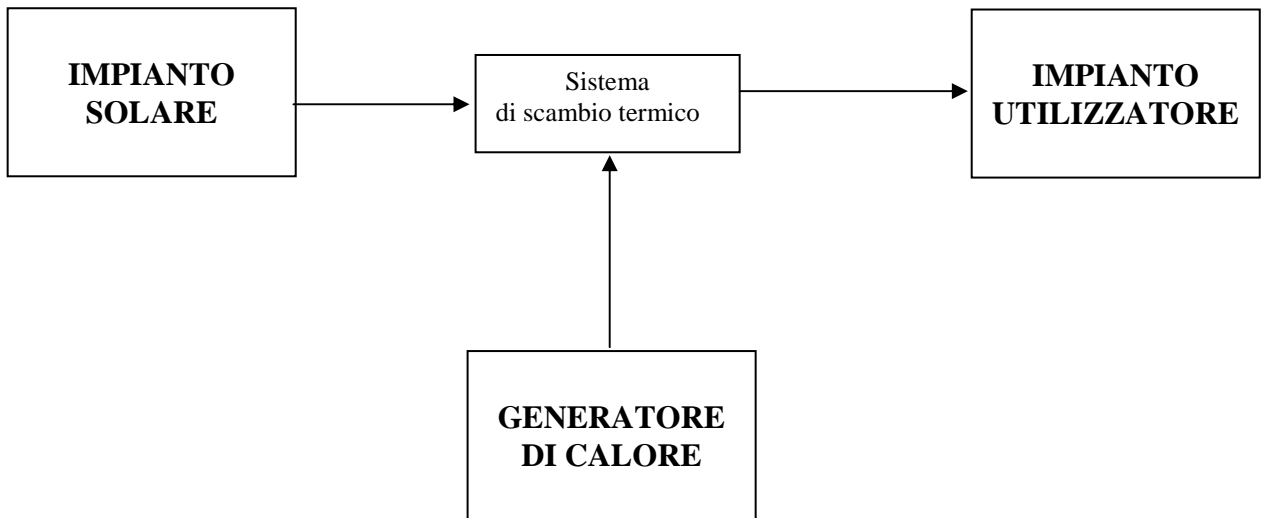 IMPIANTO
SOLARE
Sistema
di scambio termico
IMPIANTO
UTILIZZATORE
GENERATORE
DI CALORE